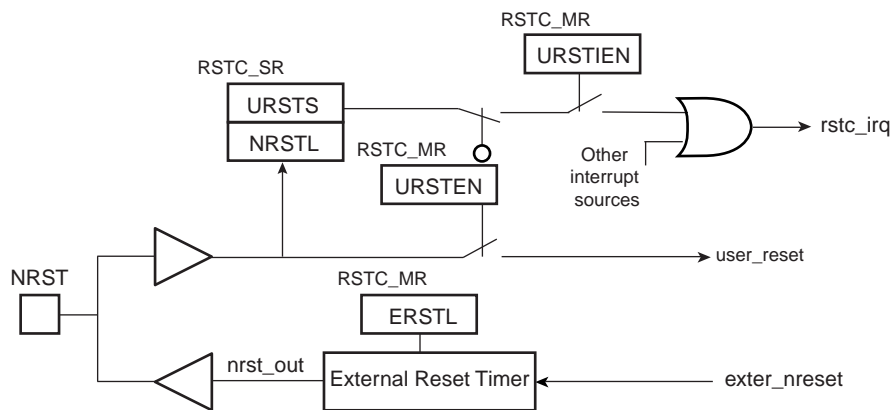 RSTC_MR
URSTIEN
RSTC_SR
URSTS
NRSTL
rstc_irq
RSTC_MR
URSTEN
Other
interrupt
sources
user_reset
NRST
RSTC_MR
ERSTL
nrst_out
External Reset Timer
exter_nreset